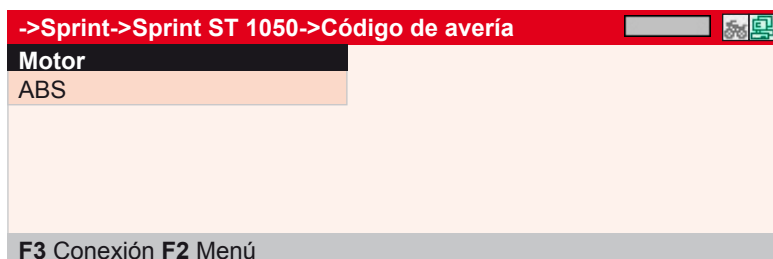 ->Sprint->Sprint ST 1050->Código de avería
Motor
ABS
F3 Conexión F2 Menú